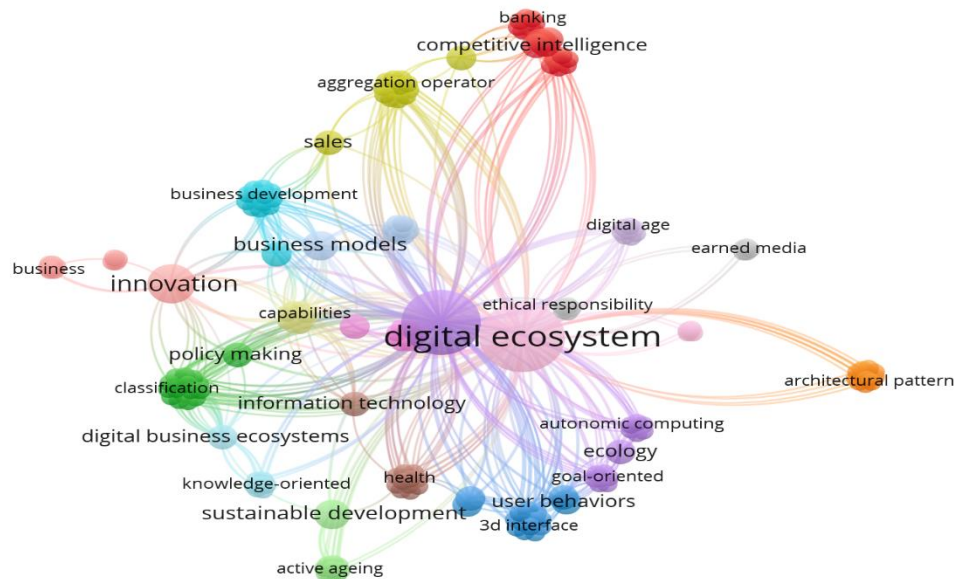 banking
competitive intelligence
aggregation operator
sales
business development
digital age
business models
earned media
business
innovation
ethical responsibility
capabilities
digital ecosystem
policy making
architectural pattern
classification
information technology
autonomic computing
digital business ecosystems
ecology
knowledge-oriented
health
goal-oriented
user behaviors
sustainable development
3d interface
active ageing